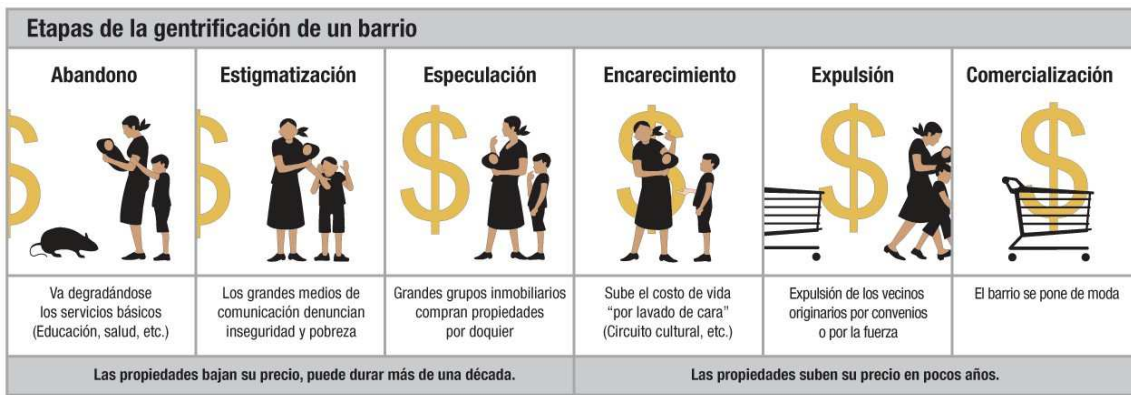 Etapas de la gentrificación de un barrio
Abandono
Va degradándose
los servicios básicos
(Educación, salud, etc.)
Estigmatización
Los grandes medios de
comunicación denuncian
inseguridad y pobreza
Especulación
Grandes grupos inmobiliarios
compran propiedades
por doquier
Encarecimiento
Sube el costo de vida
“por lavado de cara”
(Circuito cultural, etc.)
Expulsión
Expulsión de los vecinos
originarios por convenios
o por la fuerza
Comercialización
El barrio se pone de moda
Las propiedades bajan su precio, puede durar más de una década.
Las propiedades suben su precio en pocos años.